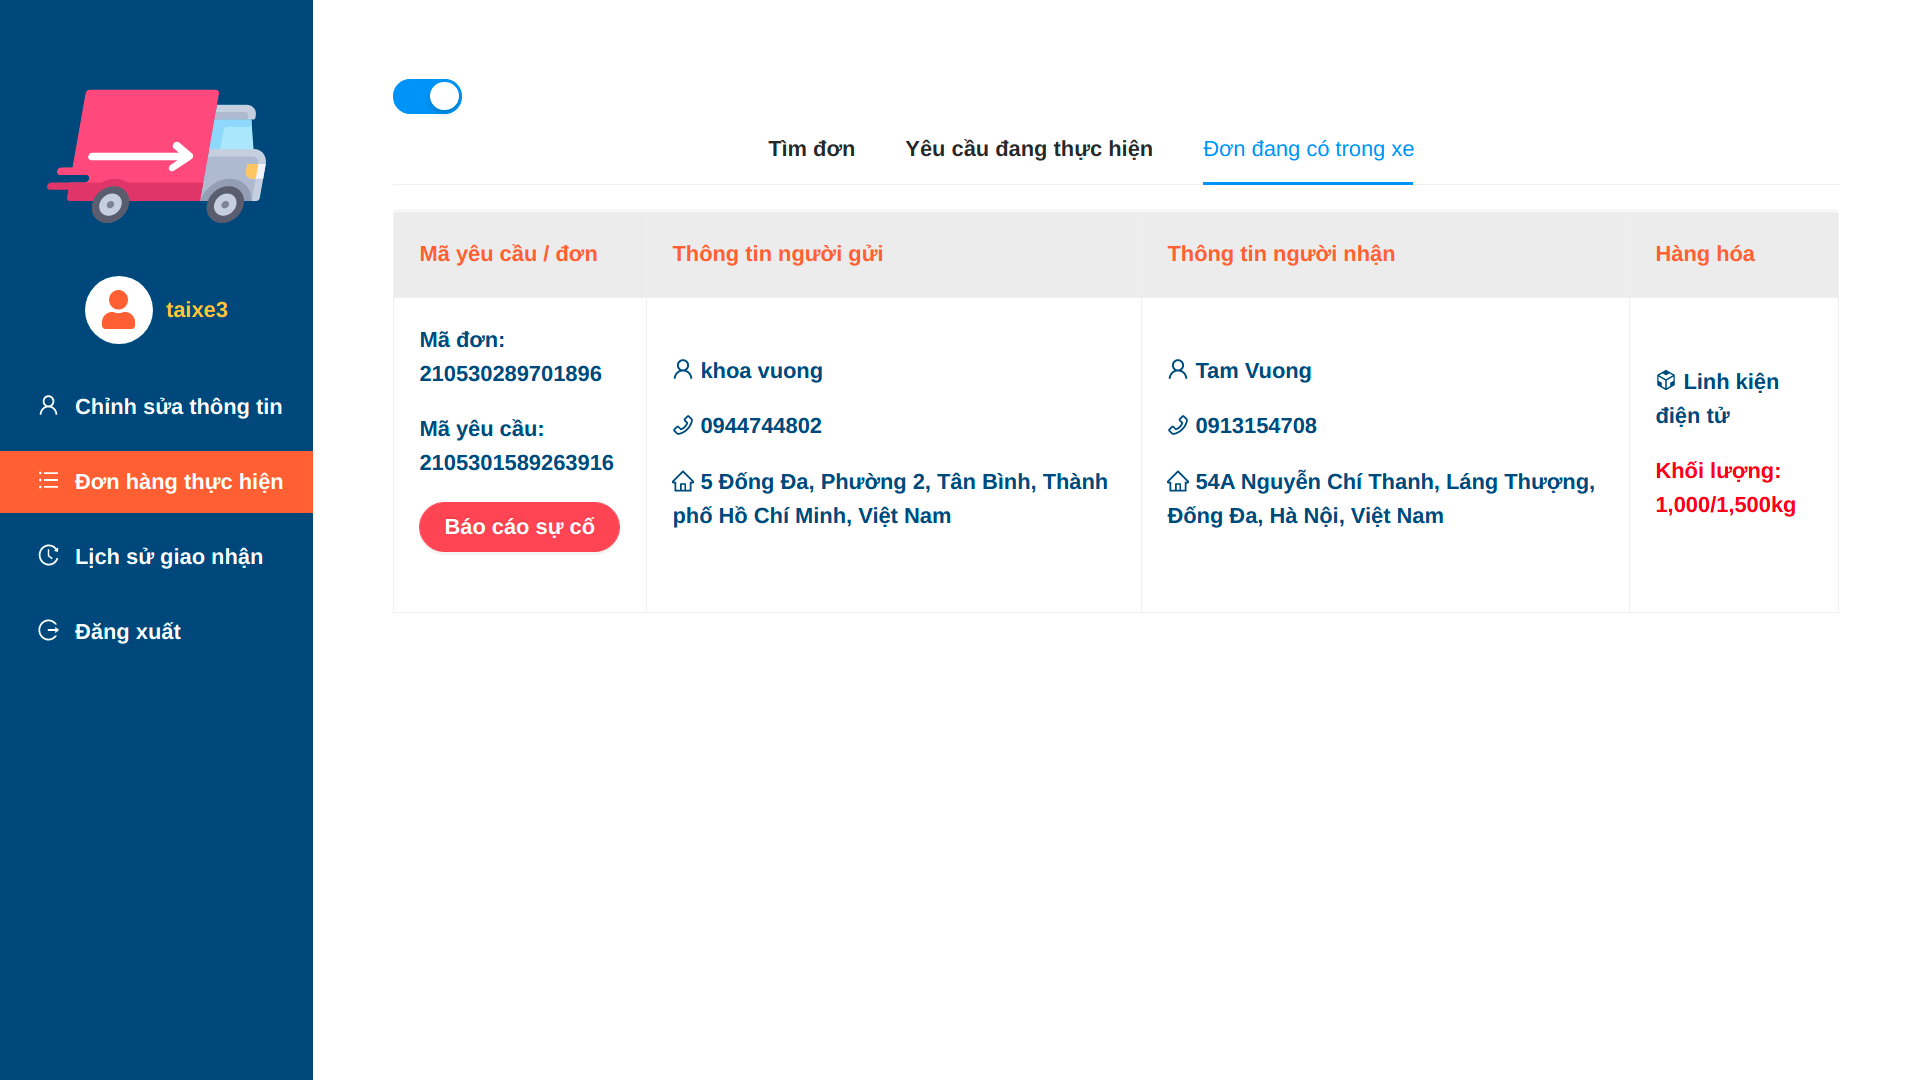 taixe3
Chỉnh sửa thông tin
Đơn hàng thực hiện
Lịch sử giao nhận
Đăng xuất
Tìm đơn
Yêu cầu đang thực hiện
Đơn đang có trong xe
Mã yêu cầu / đơn
Thông tin người gửi
Thông tin người nhận
Hàng hóa
Mã đơn:
210530289701896
Mã yêu cầu:
2105301589263916
Báo cáo sự cố
khoa vuong
0944744802
5 Đống Đa, Phường 2, Tân Bình, Thành
phố Hồ Chí Minh, Việt Nam
Tam Vuong
0913154708
54A Nguyễn Chí Thanh, Láng Thượng,
Đống Đa, Hà Nội, Việt Nam
Linh kiện
điện tử
Khối lượng:
1,000/1,500kg